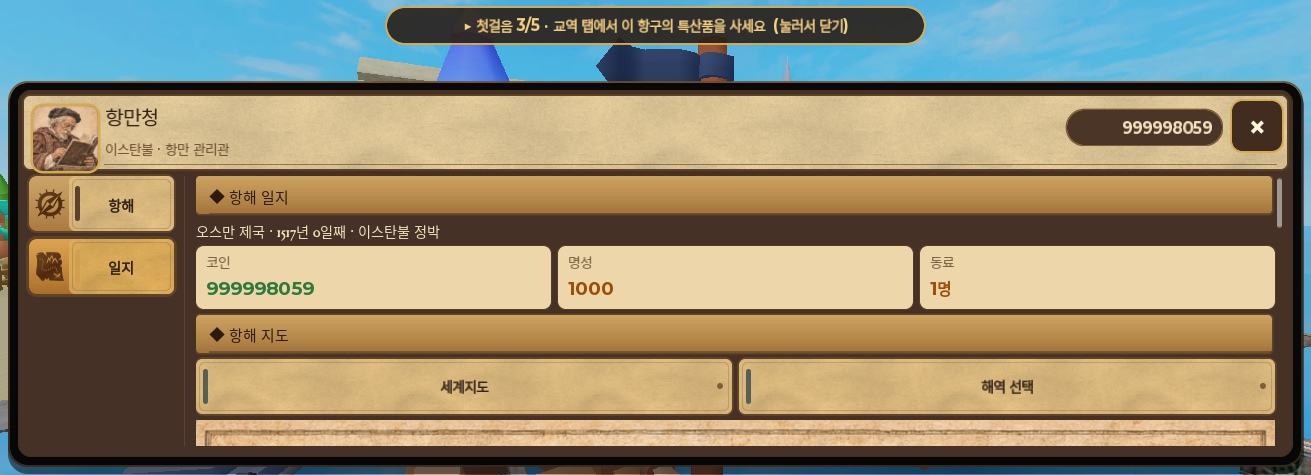 ▸ 첫걸음 3/5 · 교역 탭에서 이 항구의 특산품을 사세요 (눌러서 닫기)
항만청
이스탄불 · 항만 관리관
999998059
×
항해
일지
◆ 항해 일지
오스만 제국 · 1517년 0일째 · 이스탄불 정박
코인
999998059
명성
1000
동료
1명
◆ 항해 지도
세계지도
해역 선택